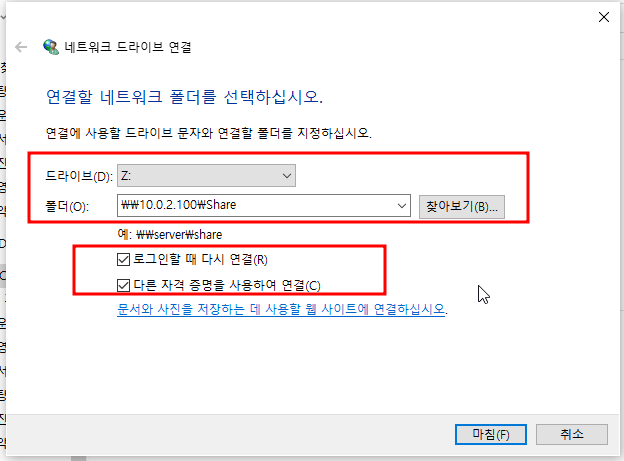 네트워크 드라이브 연결
연결할 네트워크 폴더를 선택하십시오.
연결에 사용할 드라이브 문자와 연결할 폴더를 지정하십시오.
드라이브(D): Z:
폴더(O): ₩₩10.0.2.100₩Share 찾아보기(B)...
예: ₩₩server₩share
로그인할 때 다시 연결(R)
다른 자격 증명을 사용하여 연결(C)
문서와 사진을 저장하는 데 사용할 웹 사이트에 연결하십시오.
마침(F) 취소